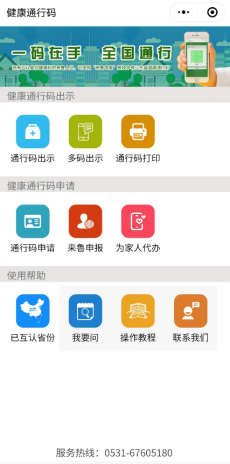 健康通行码
一码在手 全国通行
健康通行码出示
通行码出示 多码出示 通行码打印
健康通行码申请
通行码申请 来鲁申报 为家人代办
使用帮助
已互认省份 我要问 操作教程 联系我们
服务热线：0531-67605180